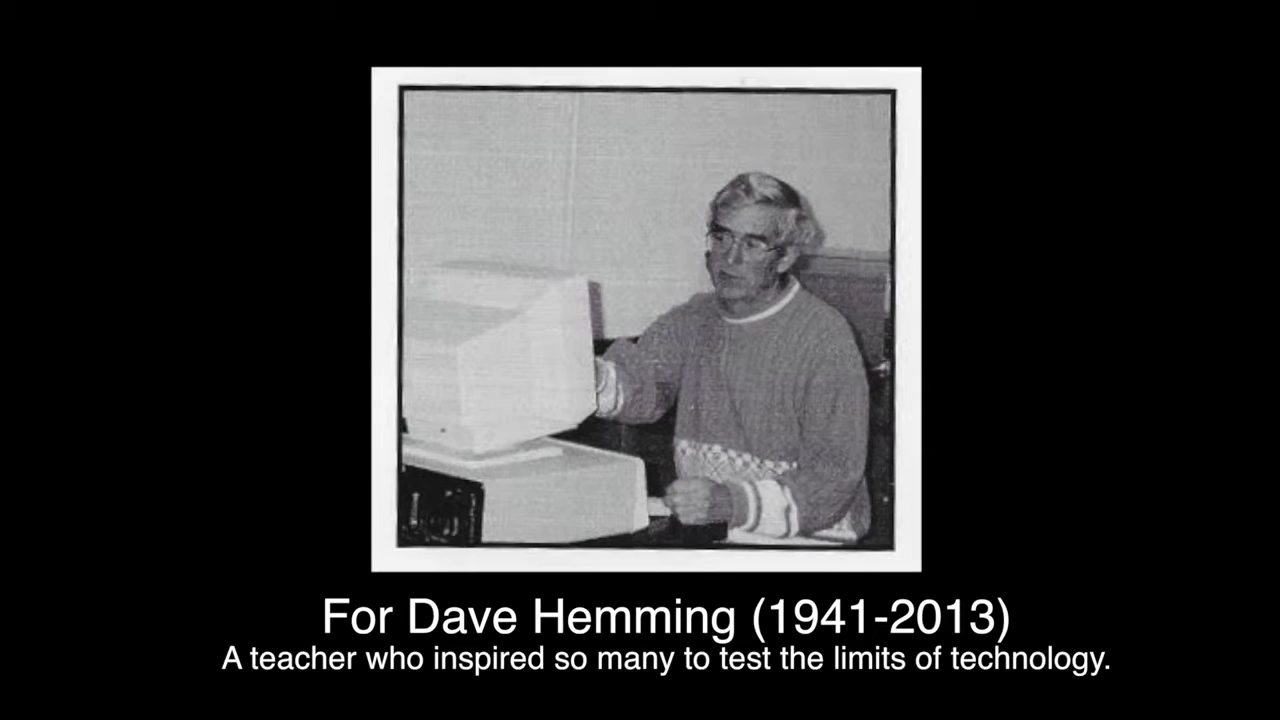 For Dave Hemming (1941-2013)
A teacher who inspired so many to test the limits of technology.